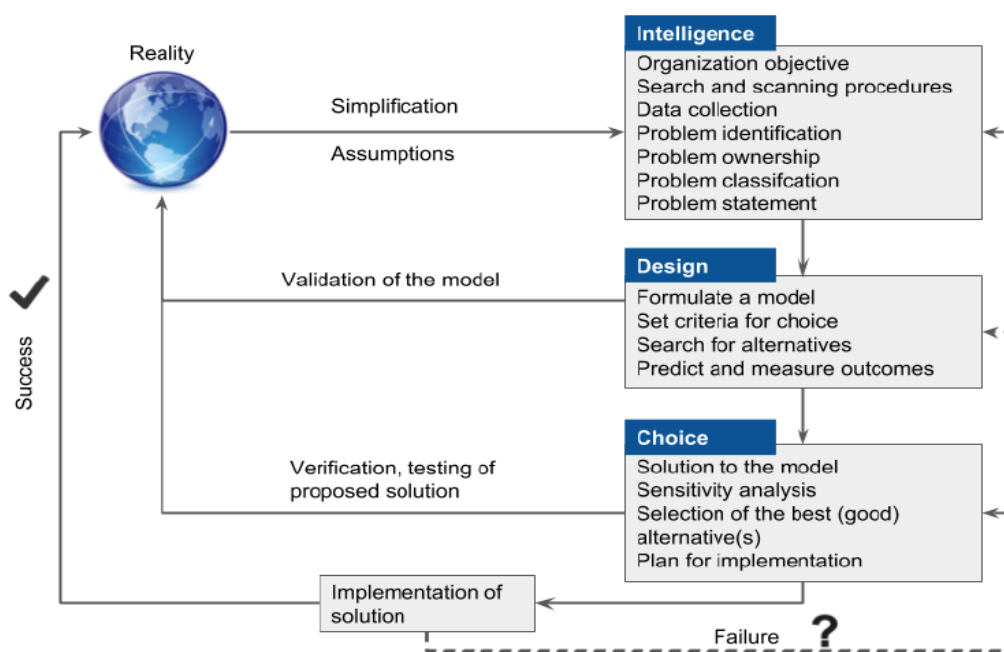 Reality
Simplification
Assumptions
Intelligence
Organization objective
Search and scanning procedures
Data collection
Problem identification
Problem ownership
Problem classifcation
Problem statement
Validation of the model
Design
Formulate a model
Set criteria for choice
Search for alternatives
Predict and measure outcomes
Success
Verification, testing of
proposed solution
Choice
Solution to the model
Sensitivity analysis
Selection of the best (good)
alternative(s)
Plan for implementation
Implementation of
solution
Failure ?